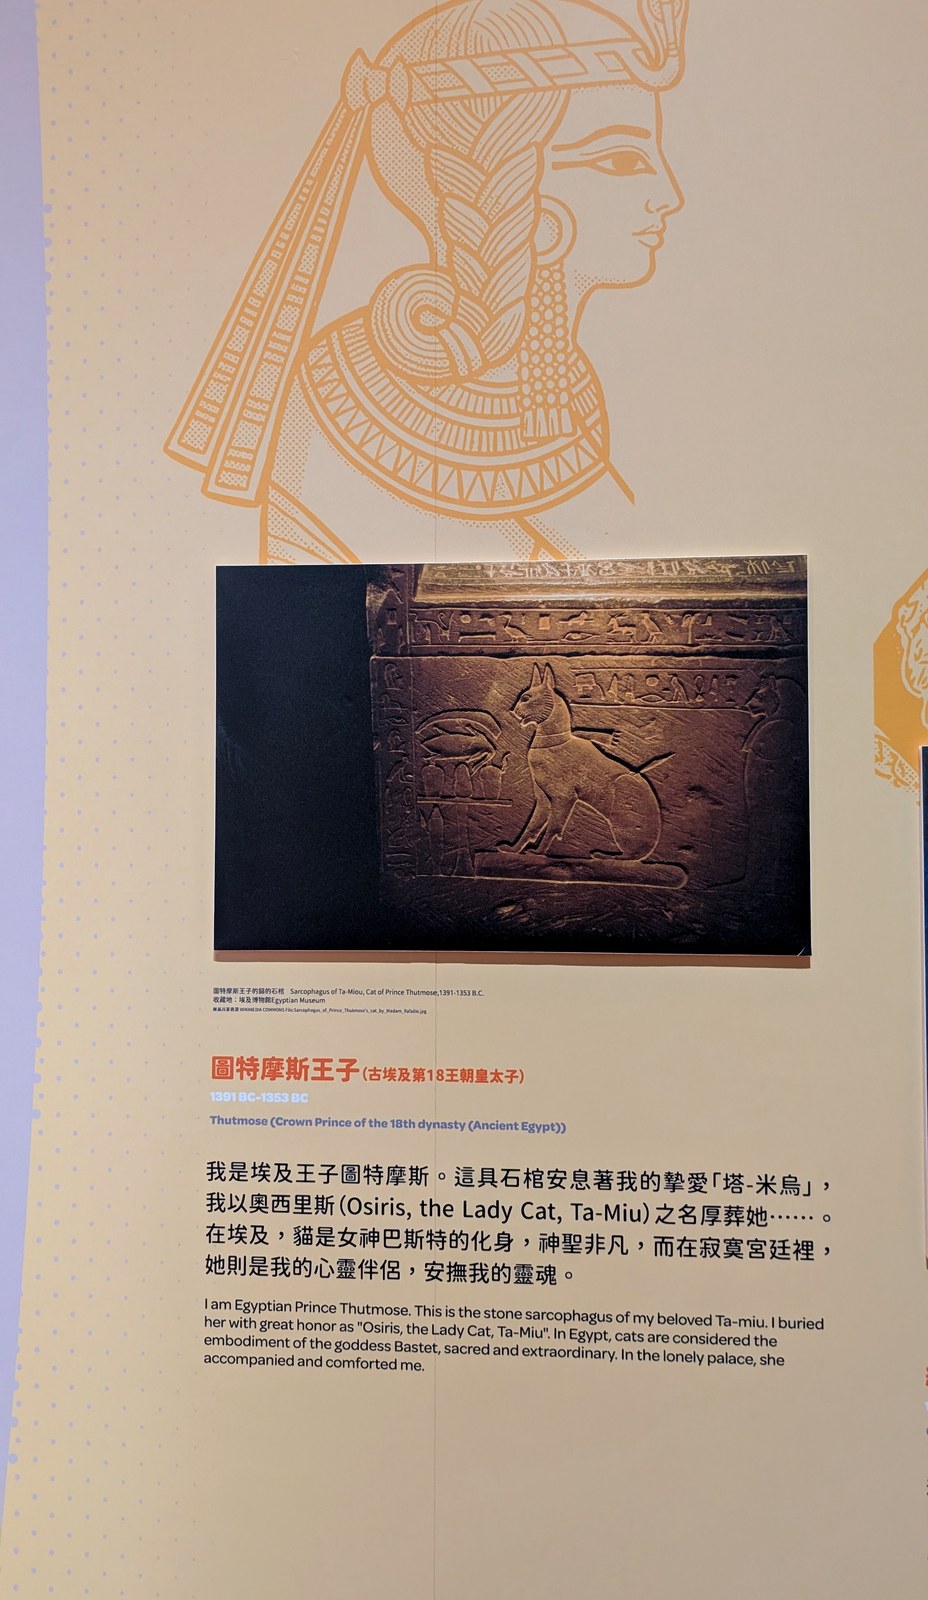 圖特摩斯王子的貓的石棺 Sarcophagus of Ta-Miou, Cat of Prince Thutmose,1391-1353 B.C.
收藏地：埃及博物館Egyptian Museum
WIKIMEDIA COMMONS File:Sarcophagus_of_Prince_Thutmose's_cat_by_Madam_Rafaèle.jpg
圖特摩斯王子(古埃及第18王朝皇太子)
1391 BC-1353 BC
Thutmose (Crown Prince of the 18th dynasty (Ancient Egypt))
我是埃及王子圖特摩斯。這具石棺安息著我的摯愛「塔-米烏」，
我以奧西里斯(Osiris, the Lady Cat, Ta-Miu)之名厚葬她……。
在埃及，貓是女神巴斯特的化身，神聖非凡，而在寂寞宮廷裡，
她則是我的心靈伴侶，安撫我的靈魂。
I am Egyptian Prince Thutmose. This is the stone sarcophagus of my beloved Ta-miu. I buried
her with great honor as "Osiris, the Lady Cat, Ta-Miu". In Egypt, cats are considered the
embodiment of the goddess Bastet, sacred and extraordinary. In the lonely palace, she
accompanied and comforted me.